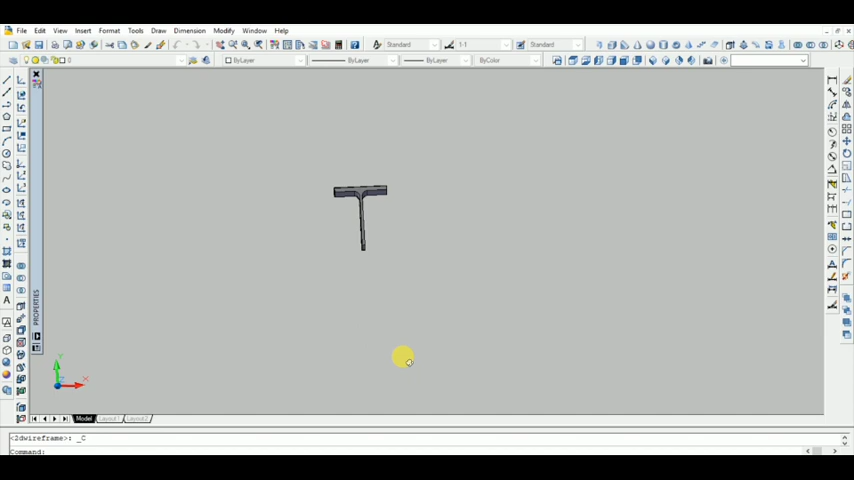 File Edit View Insert Format Tools Draw Dimension Modify Window Help
Standard 1-1 Standard
0 ByLayer ByLayer ByLayer ByColor
PROPERTIES
Y
X
Model Layout1 Layout2
<2dwireframe>: _C
Command: